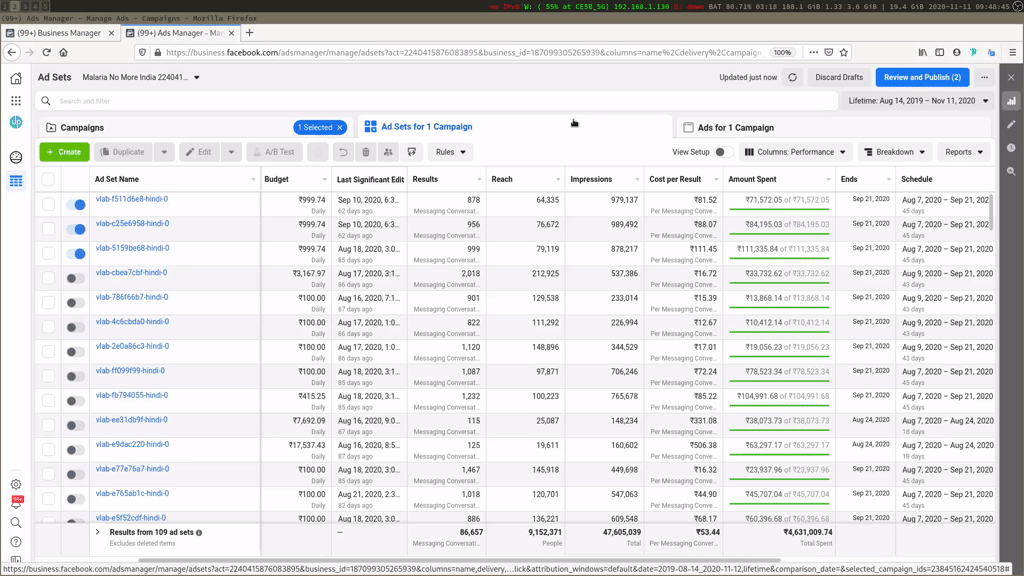 1 2 3 4 5
no IPv6 W: ( 55% at CE5B_5G) 192.168.1.130 E: down BAT 80.71% 03:18 188.1 GiB 1.33 3.6 GiB | 19.4 GiB 2020-11-11 09:48:45
(99+) Ads Manager - Manage Ads - Campaigns - Mozilla Firefox
(99+) Business Manager
(99+) Ads Manager - Man
https://business.facebook.com/adsmanager/manage/adsets?act=2240415876083895&business_id=187099305265939&columns=name%2Cdelivery%2Ccampaign
100%
Ad Sets
Malaria No More India 224041...
Updated just now
Discard Drafts
Review and Publish (2)
Search and filter
Lifetime: Aug 14, 2019 – Nov 11, 2020
Campaigns
1 Selected
Ad Sets for 1 Campaign
Ads for 1 Campaign
+ Create
Duplicate
Edit
A/B Test
Rules
View Setup
Columns: Performance
Breakdown
Reports
Ad Set Name Budget Last Significant Edit Results Reach Impressions Cost per Result Amount Spent Ends Schedule
vlab-f511d6e8-hindi-0 ₹999.74 Sep 10, 2020, 6:3... 878 64,335 979,137 ₹81.52 ₹71,572.05 of ₹71,572.05 Sep 21, 2020 Aug 7, 2020 – Sep 21, 202
Daily 62 days ago Messaging Conversat... Per Messaging Conver... 45 days
vlab-c25e6958-hindi-0 ₹999.74 Sep 10, 2020, 6:3... 956 76,672 989,492 ₹88.07 ₹84,195.03 of ₹84,195.03 Sep 21, 2020 Aug 7, 2020 – Sep 21, 202
Daily 62 days ago Messaging Conversat... Per Messaging Conver... 45 days
vlab-5159be68-hindi-0 ₹999.74 Aug 18, 2020, 3:0... 999 79,119 878,217 ₹111.45 ₹111,335.84 of ₹111,335.84 Sep 21, 2020 Aug 7, 2020 – Sep 21, 2020
Daily 85 days ago Messaging Conversat... Per Messaging Conver... 45 days
vlab-cbea7cbf-hindi-0 ₹3,167.97 Aug 17, 2020, 3:1... 2,018 212,925 537,386 ₹16.72 ₹33,732.62 of ₹33,732.62 Sep 21, 2020 Aug 9, 2020 – Sep 21, 2020
Daily 86 days ago Messaging Conversat... Per Messaging Conver... 43 days
vlab-786f66b7-hindi-0 ₹100.00 Aug 16, 2020, 7:1... 901 129,538 233,014 ₹15.39 ₹13,868.14 of ₹13,868.14 Sep 21, 2020 Aug 9, 2020 – Sep 21, 2020
Daily 87 days ago Messaging Conversat... Per Messaging Conver... 43 days
vlab-4c6cbda0-hindi-0 ₹100.00 Aug 17, 2020, 1:0... 822 111,292 226,994 ₹12.67 ₹10,412.14 of ₹10,412.14 Sep 21, 2020 Aug 9, 2020 – Sep 21, 2020
Daily 86 days ago Messaging Conversat... Per Messaging Conver... 43 days
vlab-2e0a86c3-hindi-0 ₹100.00 Aug 17, 2020, 1:0... 1,120 148,896 344,529 ₹17.01 ₹19,056.23 of ₹19,056.23 Sep 21, 2020 Aug 9, 2020 – Sep 21, 2020
Daily 86 days ago Messaging Conversat... Per Messaging Conver... 43 days
vlab-ff099f99-hindi-0 ₹100.00 Aug 18, 2020, 3:1... 1,087 97,871 706,246 ₹72.24 ₹78,523.34 of ₹78,523.34 Sep 21, 2020 Aug 7, 2020 – Sep 21, 2020
Daily 85 days ago Messaging Conversat... Per Messaging Conver... 45 days
vlab-fb794055-hindi-0 ₹415.25 Aug 18, 2020, 3:1... 1,232 100,223 765,678 ₹85.22 ₹104,991.68 of ₹104,991.68 Sep 21, 2020 Aug 7, 2020 – Sep 21, 2020
Daily 85 days ago Messaging Conversat... Per Messaging Conver... 45 days
vlab-ee31db9f-hindi-0 ₹7,692.09 Aug 16, 2020, 9:0... 115 25,087 148,234 ₹331.08 ₹38,073.73 of ₹38,073.73 Aug 24, 2020 Aug 7, 2020 – Aug 24, 2020
Daily 87 days ago Messaging Conversat... Per Messaging Conver... 18 days
vlab-e9dac220-hindi-0 ₹17,537.43 Aug 16, 2020, 8:5... 125 19,611 160,602 ₹506.38 ₹63,297.17 of ₹63,297.17 Aug 24, 2020 Aug 7, 2020 – Aug 24, 2020
Daily 87 days ago Messaging Conversat... Per Messaging Conver... 18 days
vlab-e77e76a7-hindi-0 ₹100.00 Aug 18, 2020, 3:0... 1,467 145,918 449,698 ₹16.32 ₹23,937.96 of ₹23,937.96 Sep 21, 2020 Aug 7, 2020 – Sep 21, 2020
Daily 85 days ago Messaging Conversat... Per Messaging Conver... 45 days
vlab-e765ab1c-hindi-0 ₹100.00 Aug 21, 2020, 2:3... 1,018 120,701 547,063 ₹44.90 ₹45,707.04 of ₹45,707.04 Sep 21, 2020 Aug 7, 2020 – Sep 21, 2020
Daily 82 days ago Messaging Conversat... Per Messaging Conver... 45 days
vlab-e5f52cdf-hindi-0 ₹100.00 Aug 18, 2020, 3:0... 886 136,221 609,548 ₹68.17 ₹60,396.68 of ₹60,396.68 Sep 21, 2020 Aug 7, 2020 – Sep 21, 2020
Results from 109 ad sets — 86,657 9,152,371 47,605,039 ₹53.44 ₹4,631,009.74
Excludes deleted items Messaging Conversati... People Total Per Messaging Conver... Total Spent
https://business.facebook.com/adsmanager/manage/adsets?act=2240415876083895&business_id=187099305265939&columns=name,delivery,...lick&attribution_windows=default&date=2019-08-14_2020-11-12,lifetime&comparison_date=&selected_campaign_ids=23845162424540518#